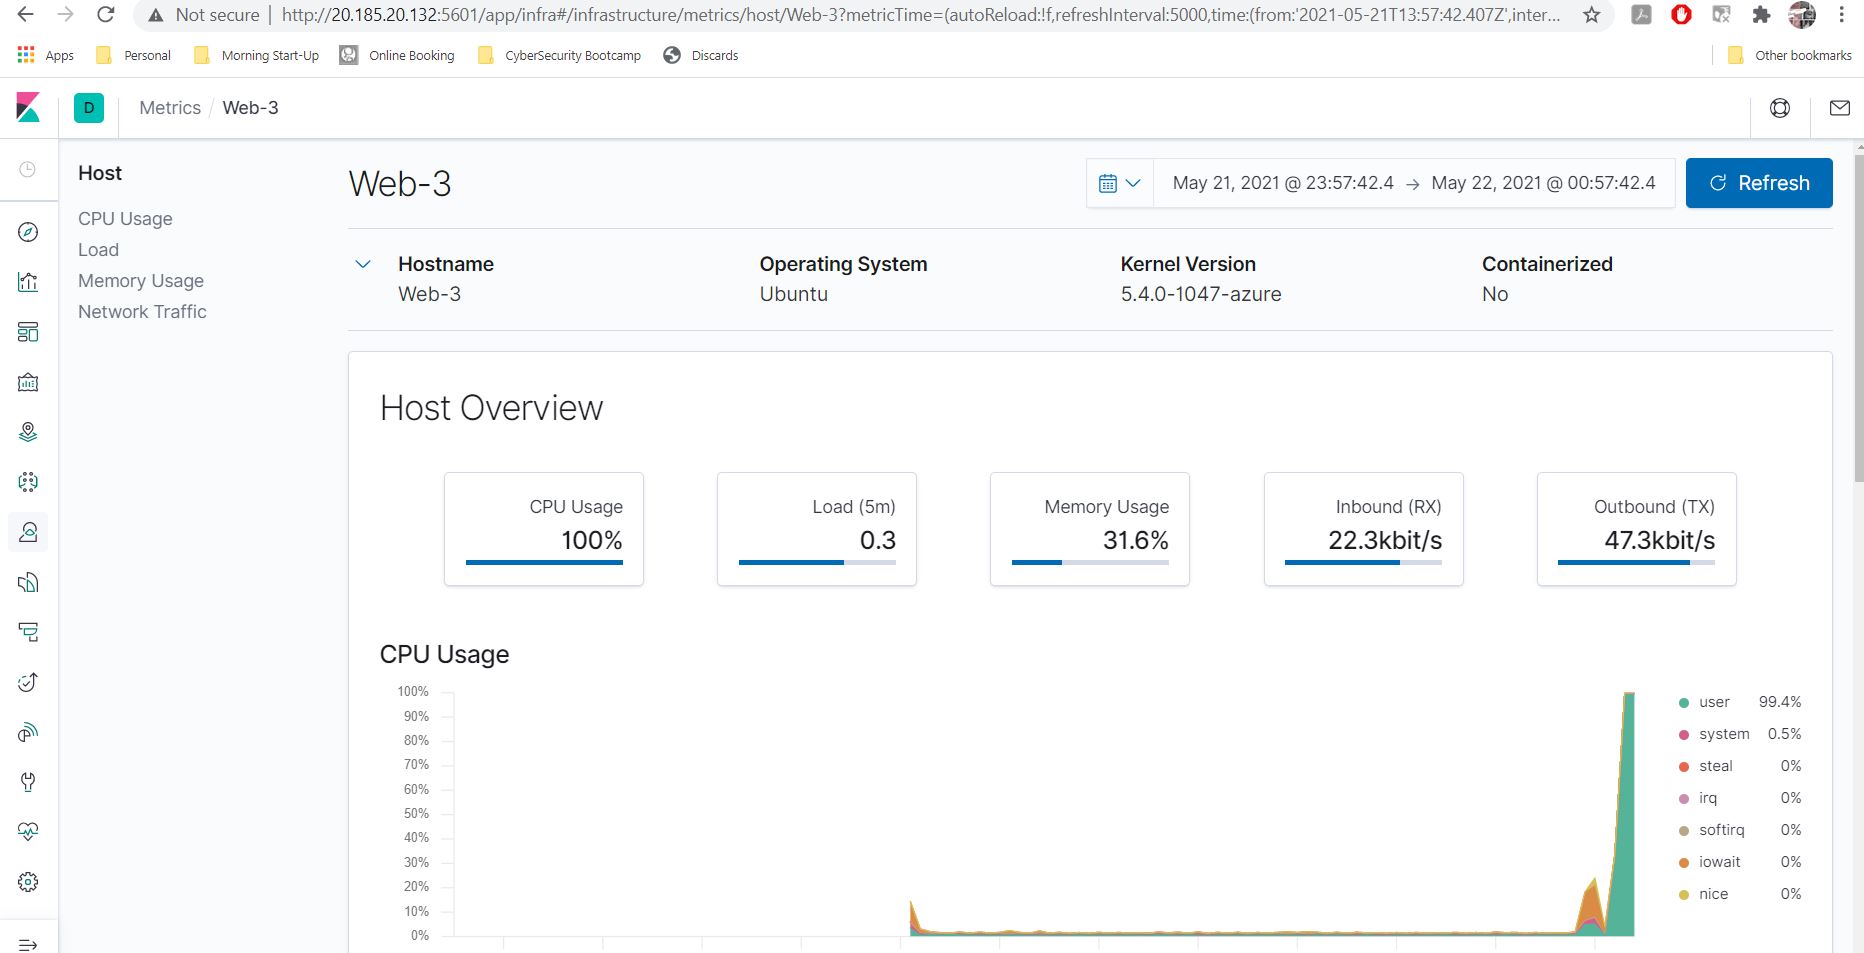 Not secure | http://20.185.20.132:5601/app/infra#/infrastructure/metrics/host/Web-3?metricTime=(autoReload:!f,refreshInterval:5000,time:(from:'2021-05-21T13:57:42.407Z',inter...
Apps Personal Morning Start-Up Online Booking CyberSecurity Bootcamp Discards Other bookmarks
D Metrics / Web-3
Host
CPU Usage
Load
Memory Usage
Network Traffic
Web-3
May 21, 2021 @ 23:57:42.4 → May 22, 2021 @ 00:57:42.4 Refresh
Hostname Operating System Kernel Version Containerized
Web-3 Ubuntu 5.4.0-1047-azure No
Host Overview
CPU Usage Load (5m) Memory Usage Inbound (RX) Outbound (TX)
100% 0.3 31.6% 22.3kbit/s 47.3kbit/s
CPU Usage
100%
90%
80%
70%
60%
50%
40%
30%
20%
10%
0%
user 99.4%
system 0.5%
steal 0%
irq 0%
softirq 0%
iowait 0%
nice 0%